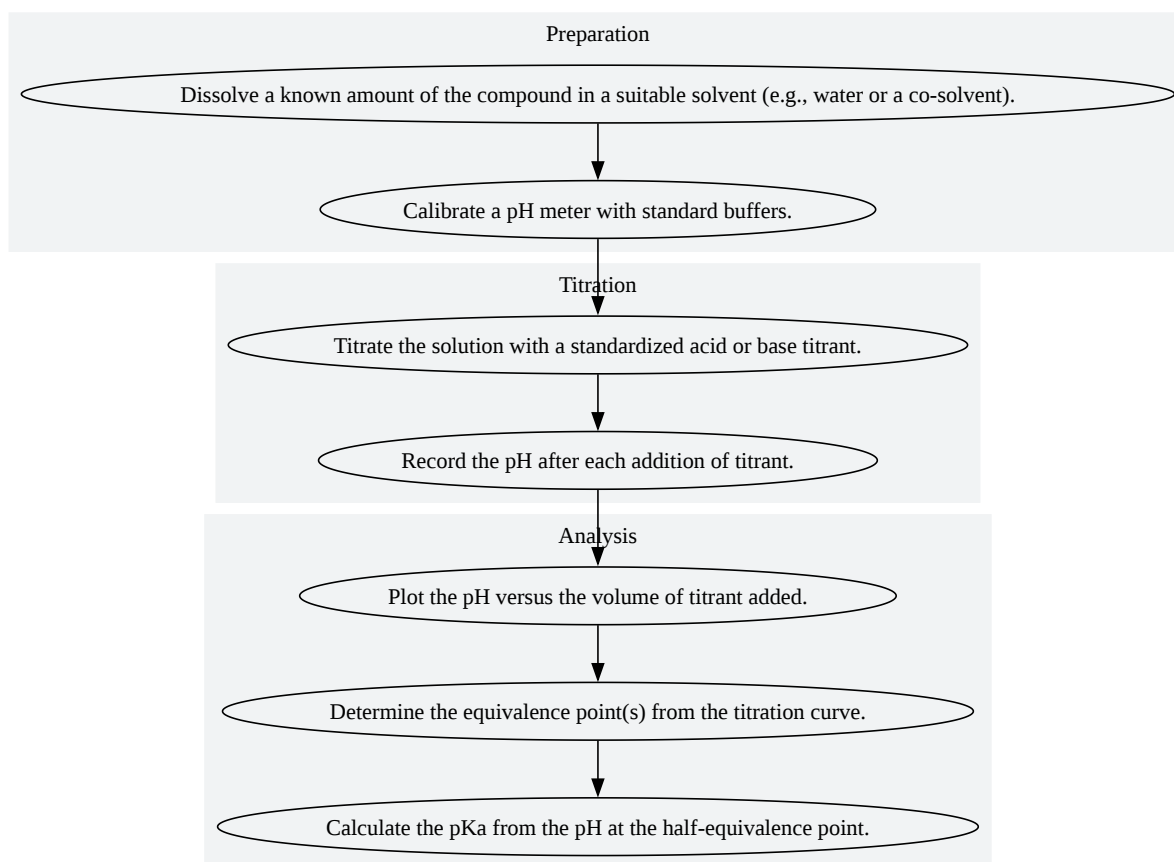 Preparation
Dissolve a known amount of the compound in a suitable solvent (e.g., water or a co-solvent).
Calibrate a pH meter with standard buffers.
Titration
Titrate the solution with a standardized acid or base titrant.
Record the pH after each addition of titrant.
Analysis
Plot the pH versus the volume of titrant added.
Determine the equivalence point(s) from the titration curve.
Calculate the pKa from the pH at the half-equivalence point.